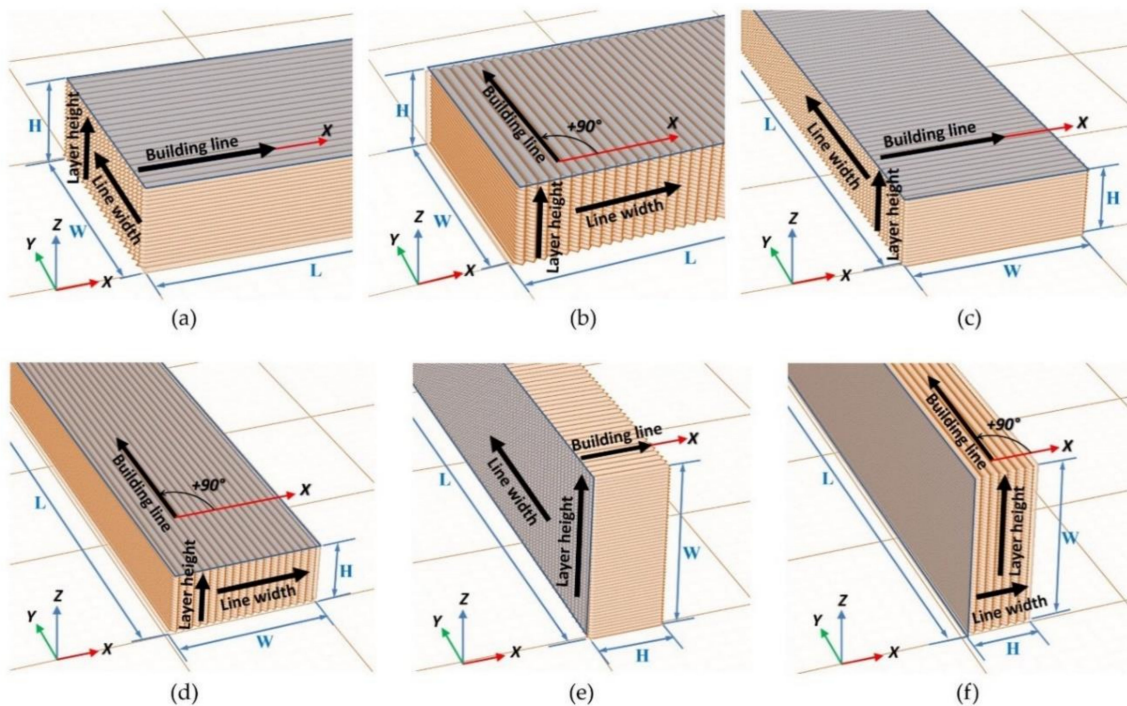 H
Layer height
Line width
Building line
X
W
L
Z
Y
X
(a)
H
Building line
+90°
X
Layer height
Line width
W
L
Z
Y
X
(b)
L
Line width
Building line
X
Layer height
H
W
Z
Y
X
(c)
L
Building line
+90°
X
Layer height
Line width
H
W
Z
Y
X
(d)
L
Line width
Building line
X
Layer height
W
H
Z
Y
X
(e)
L
Building line
+90°
X
Layer height
Line width
W
H
Z
Y
X
(f)